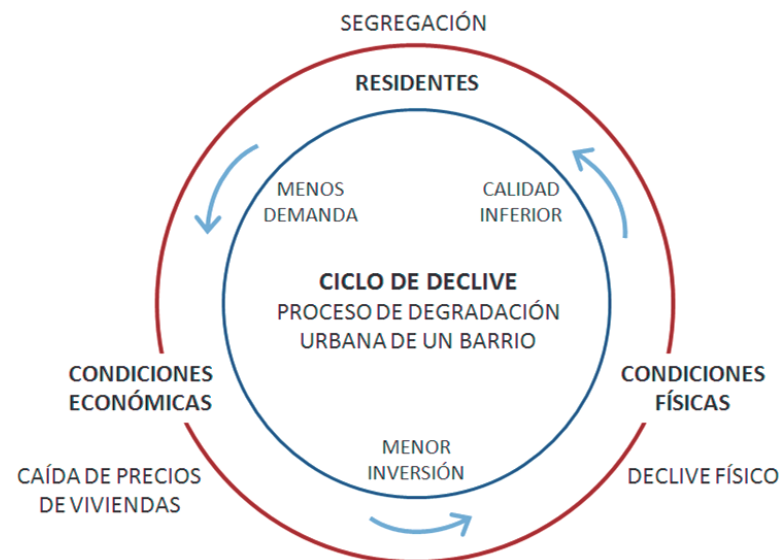 SEGREGACIÓN
RESIDENTES
MENOS
DEMANDA
CALIDAD
INFERIOR
CICLO DE DECLIVE
PROCESO DE DEGRADACIÓN
URBANA DE UN BARRIO
CONDICIONES
ECONÓMICAS
CONDICIONES
FÍSICAS
MENOR
INVERSIÓN
CAÍDA DE PRECIOS
DE VIVIENDAS
DECLIVE FÍSICO